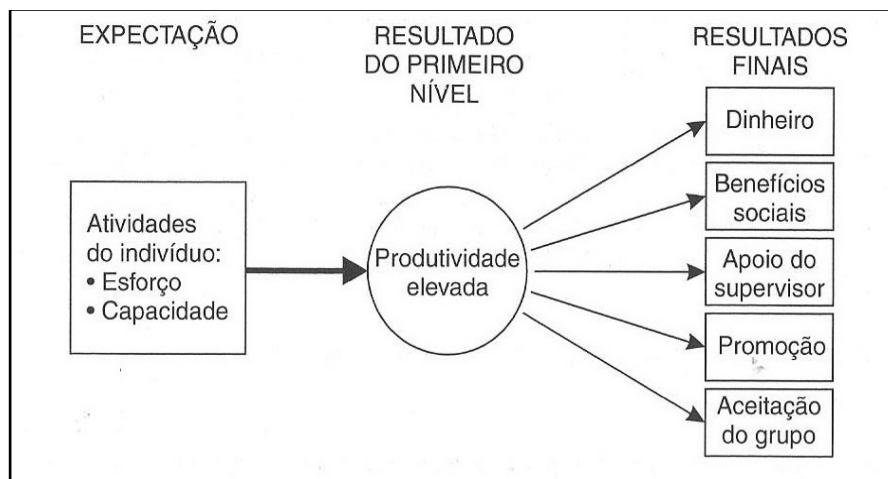 EXPECTAÇÃO
RESULTADO
DO PRIMEIRO
NÍVEL
RESULTADOS
FINAIS
Atividades
do indivíduo:
• Esforço
• Capacidade
Produtividade
elevada
Dinheiro
Benefícios
sociais
Apoio do
supervisor
Promoção
Aceitação
do grupo